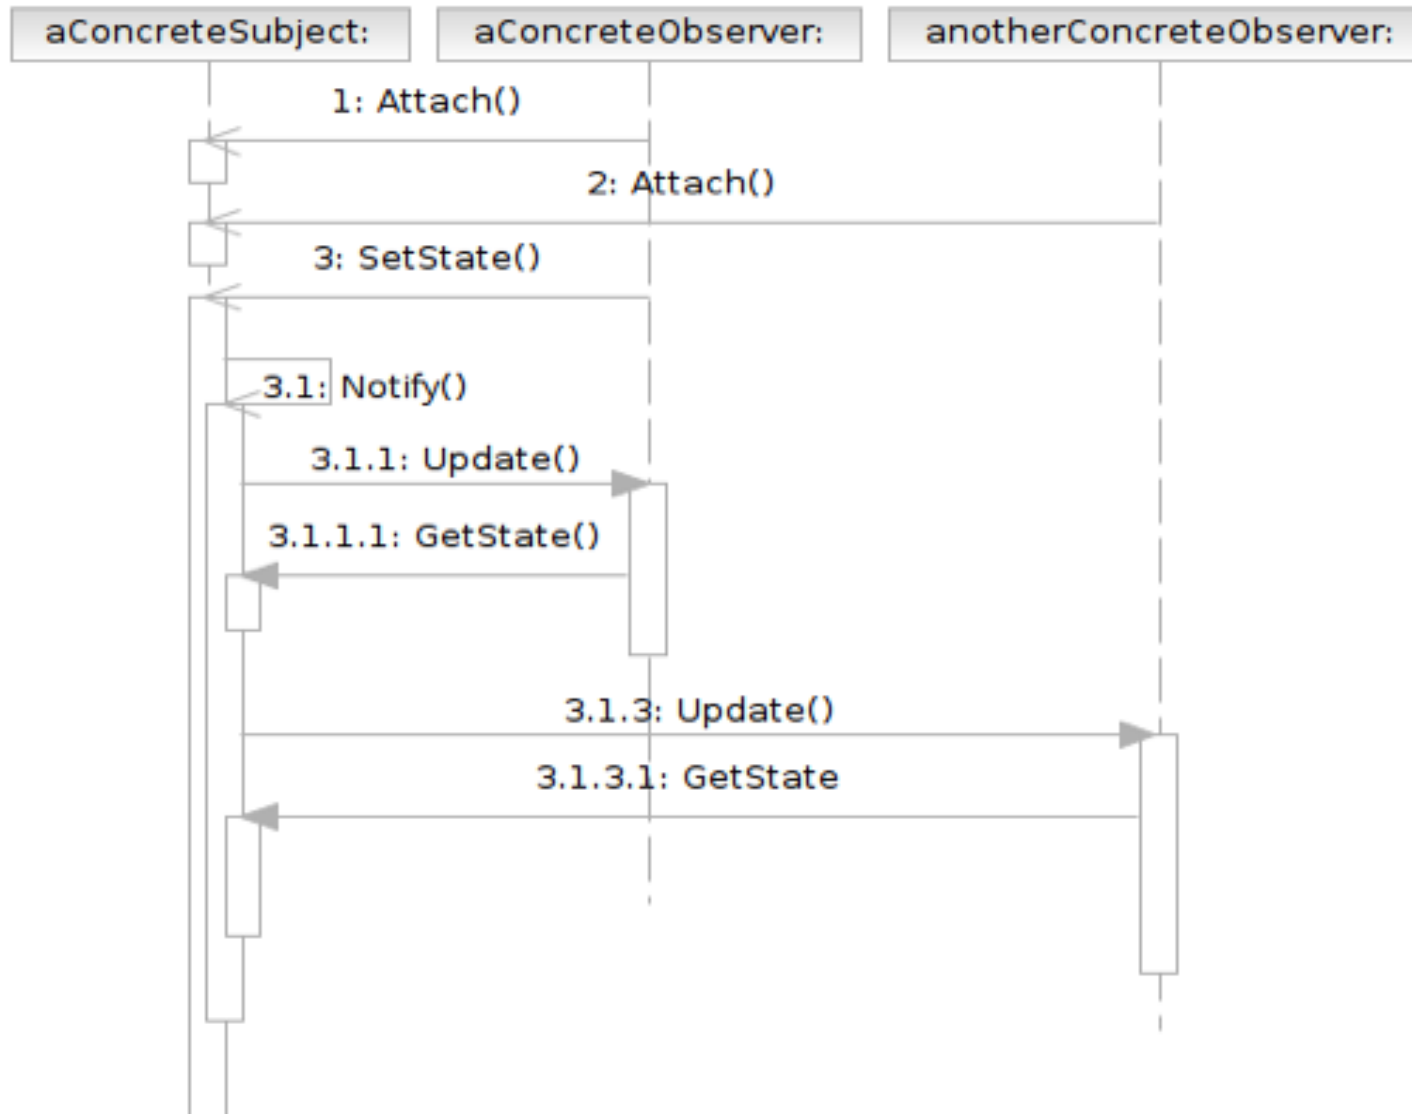 aConcreteSubject: aConcreteObserver: anotherConcreteObserver:
1: Attach()
2: Attach()
3: SetState()
3.1: Notify()
3.1.1: Update()
3.1.1.1: GetState()
3.1.3: Update()
3.1.3.1: GetState